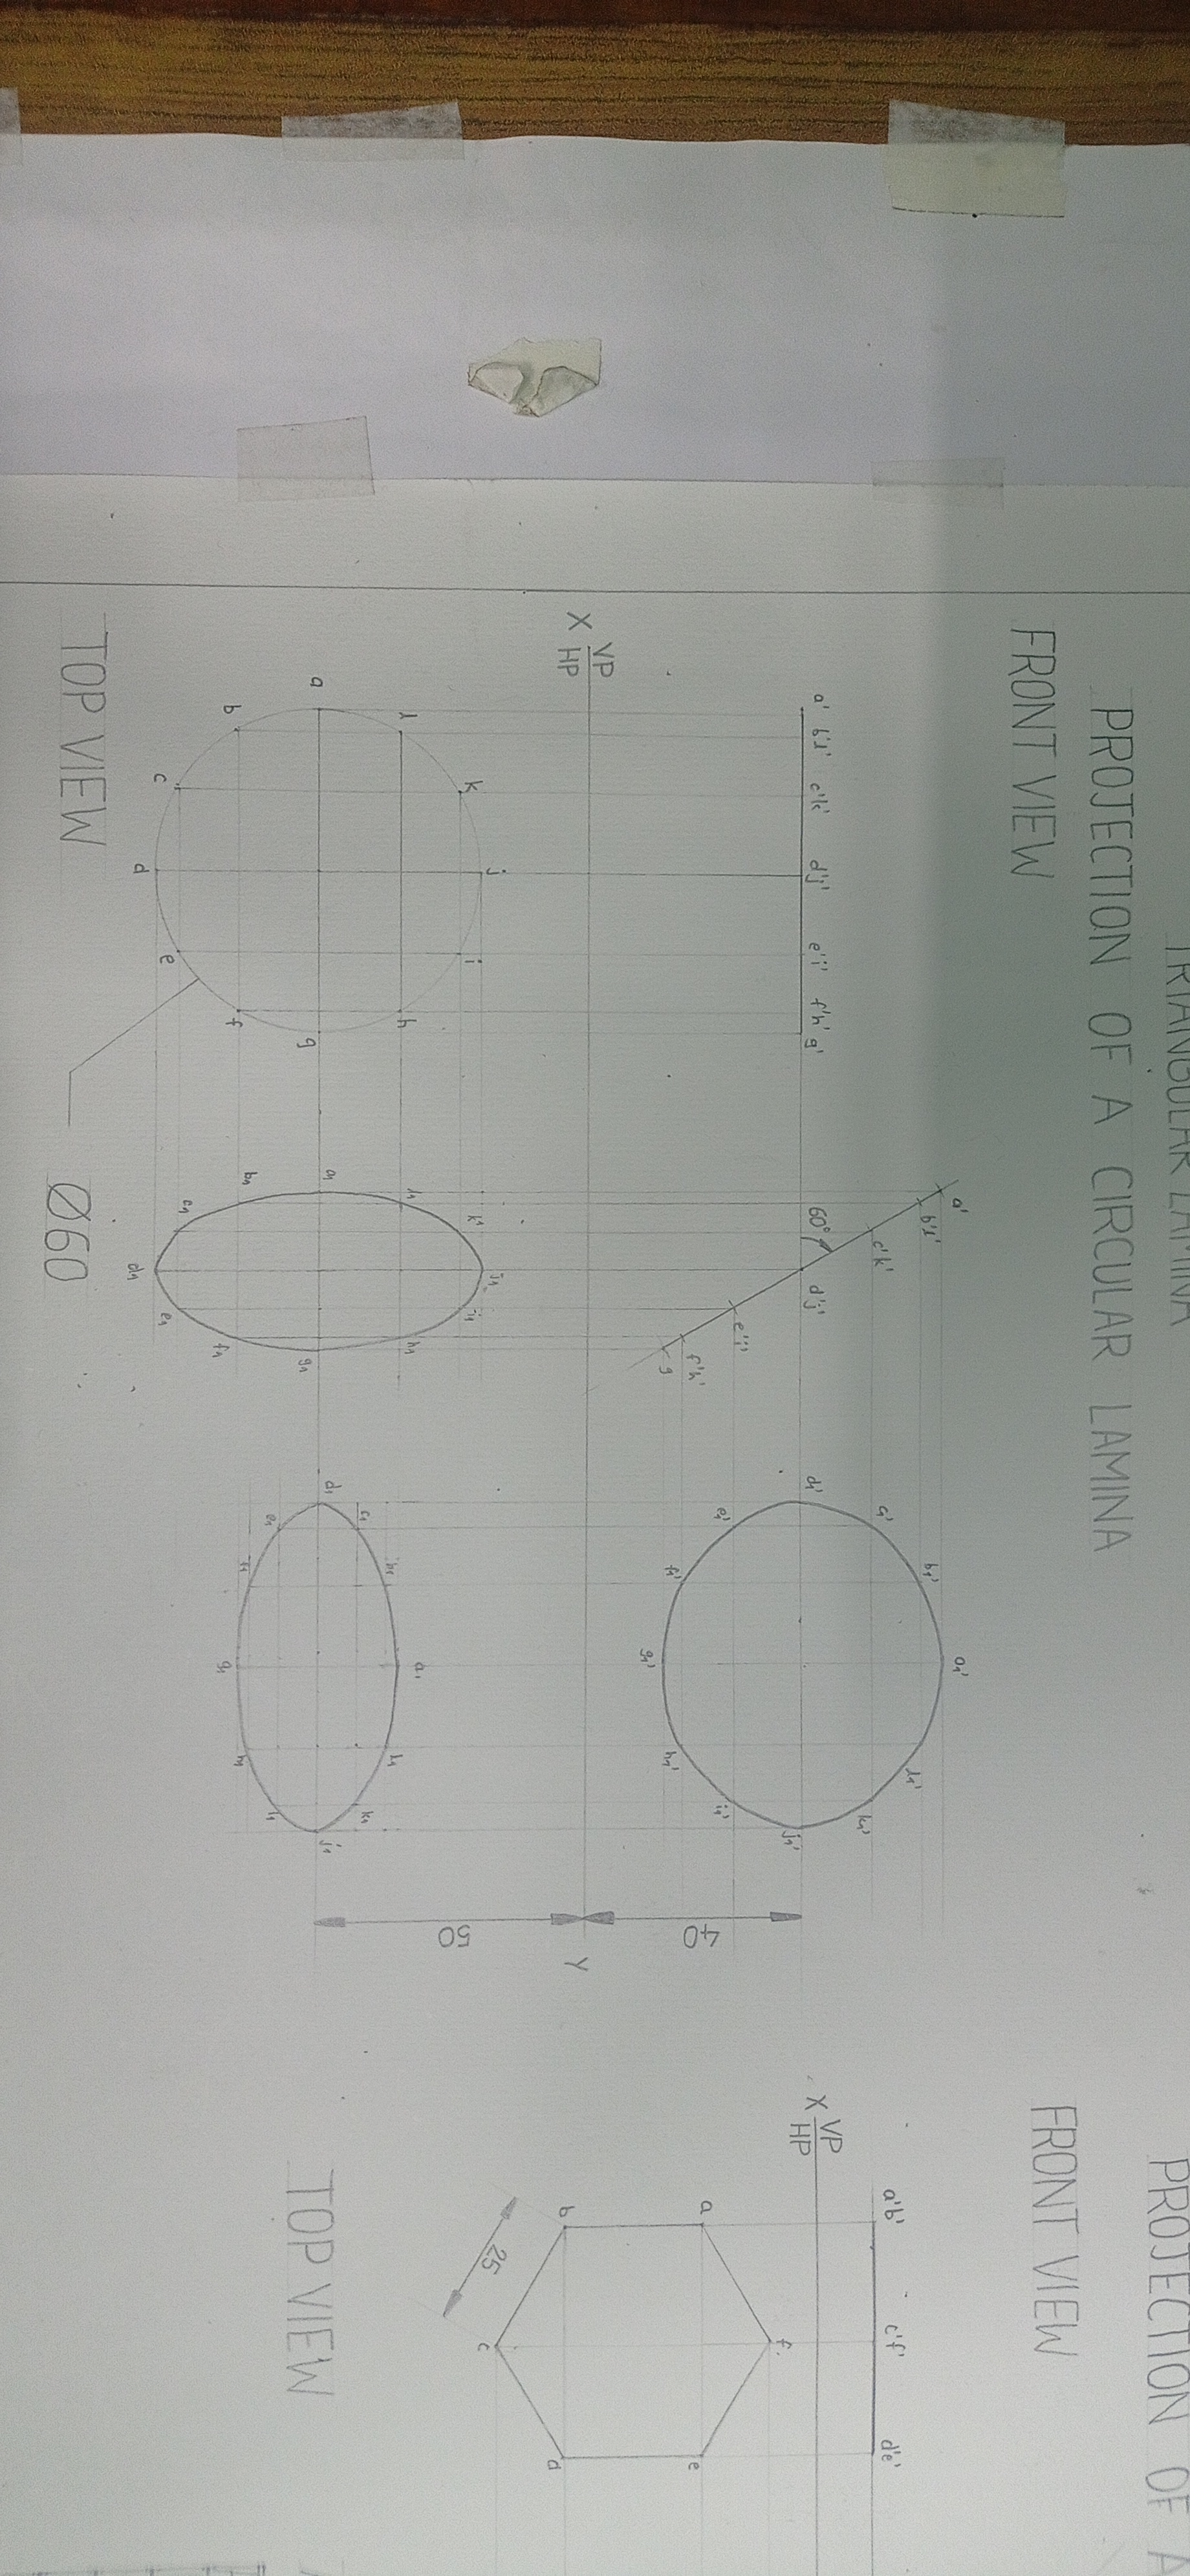 TRIANGULAR LAMINA
PROJECTION OF A CIRCULAR LAMINA
FRONT VIEW
a' b'l' c'k' d'j' e'i' f'h' g'
a' b'l' c'k' d'j' e'i' f'h' g
60°
d₁' c₁' b₁' a₁' l₁' k₁' j₁' i₁' h₁' g₁' f₁' e₁'
X VP
HP
Y
40
50
a b c d e f g h i j k l
a₁ b₁ c₁ d₁ e₁ f₁ g₁ h₁ i₁ j₁ k' l₁
d₁ c₁ b₁ a₁ l₁ k₁ j₁ i₁ h₁ g₁ f₁ e₁
TOP VIEW
Ø60
PROJECTION OF A
FRONT VIEW
a'b' c'f' d'e'
X VP
HP
a b c d e f
25
TOP VIEW